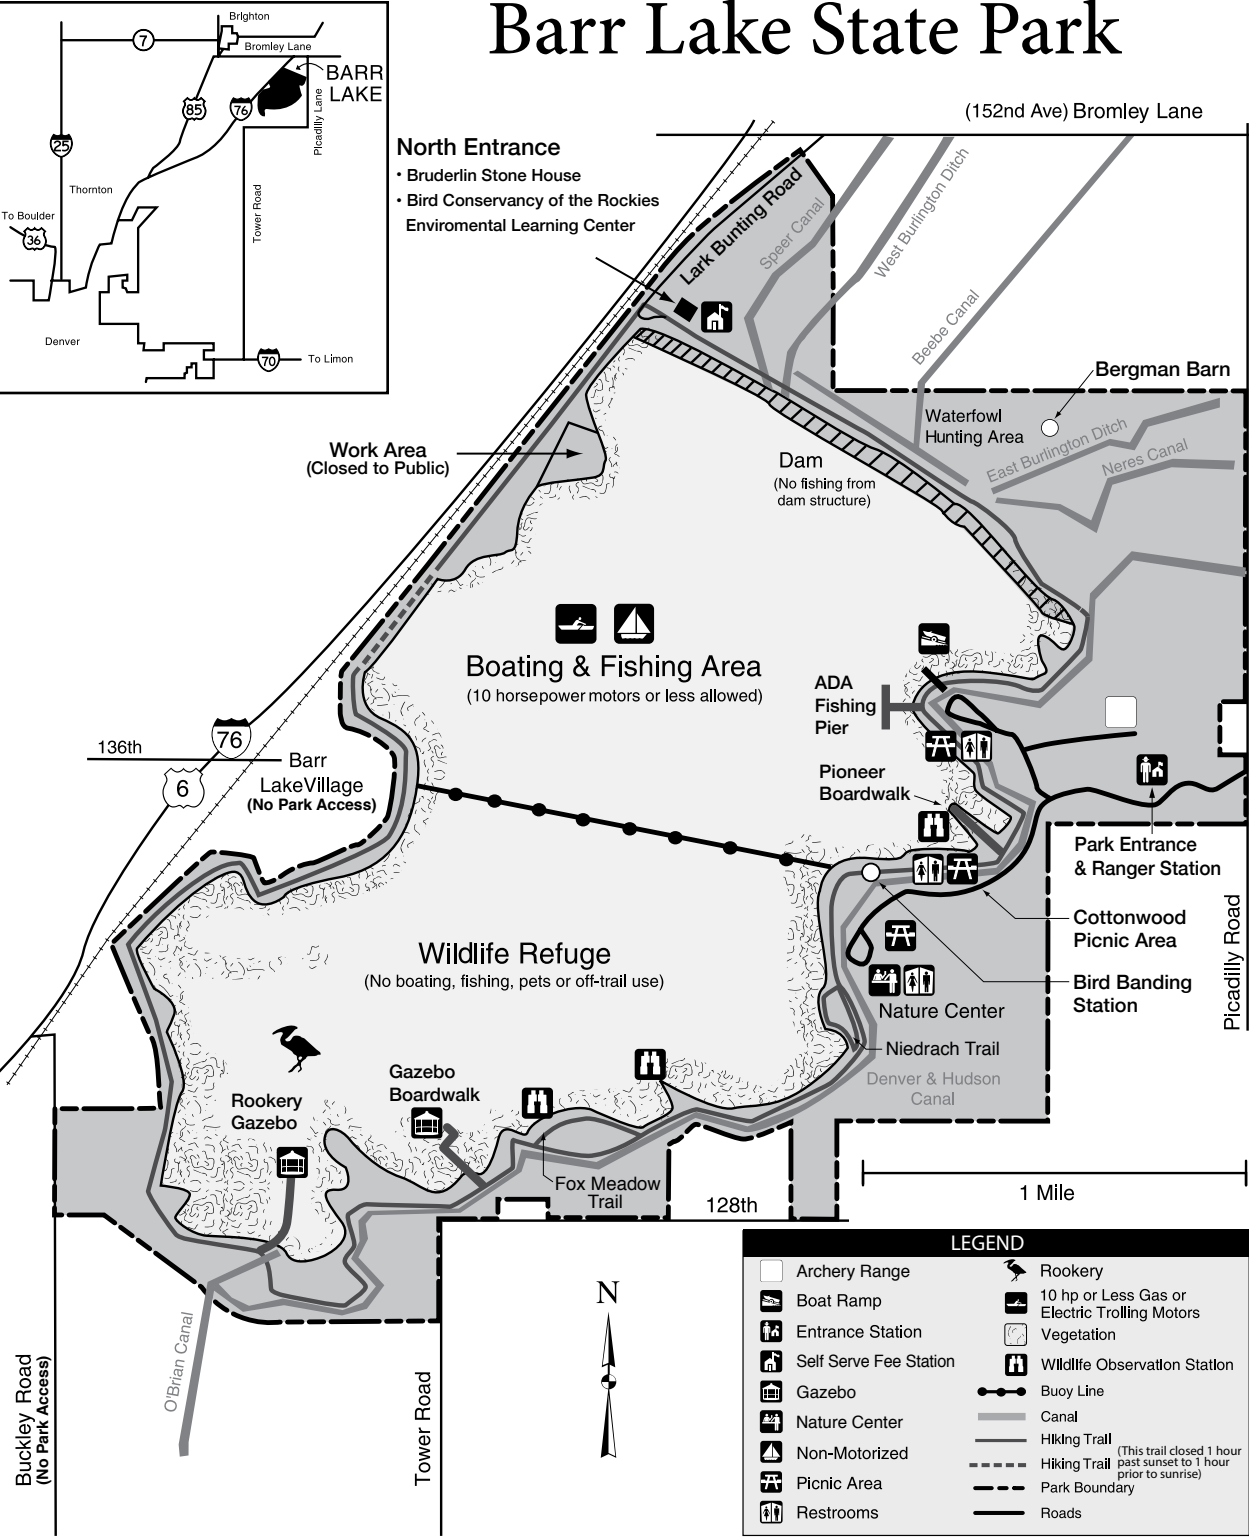 Barr Lake State Park
Brighton
7
Bromley Lane
BARR
LAKE
85
76
Picadilly Lane
25
Thornton
To Boulder
36
Tower Road
Denver
70
To Limon
(152nd Ave) Bromley Lane
North Entrance
• Bruderlin Stone House
• Bird Conservancy of the Rockies
Enviromental Learning Center
Lark Bunting Road
Speer Canal
West Burlington Ditch
Beebe Canal
Bergman Barn
Waterfowl
Hunting Area
East Burlington Ditch
Neres Canal
Work Area
(Closed to Public)
Dam
(No fishing from
dam structure)
Boating & Fishing Area
(10 horsepower motors or less allowed)
ADA
Fishing
Pier
76
136th
6
Barr
LakeVillage
(No Park Access)
Pioneer
Boardwalk
Park Entrance
& Ranger Station
Cottonwood
Picnic Area
Picadilly Road
Wildlife Refuge
(No boating, fishing, pets or off-trail use)
Bird Banding
Station
Nature Center
Niedrach Trail
Denver & Hudson
Canal
Gazebo
Boardwalk
Rookery
Gazebo
Fox Meadow
Trail
128th
1 Mile
O'Brian Canal
Buckley Road
(No Park Access)
Tower Road
N
LEGEND
Archery Range
Boat Ramp
Entrance Station
Self Serve Fee Station
Gazebo
Nature Center
Non-Motorized
Picnic Area
Restrooms
Rookery
10 hp or Less Gas or
Electric Trolling Motors
Vegetation
Wildlife Observation Station
Buoy Line
Canal
Hiking Trail
Hiking Trail
(This trail closed 1 hour
past sunset to 1 hour
prior to sunrise)
Park Boundary
Roads